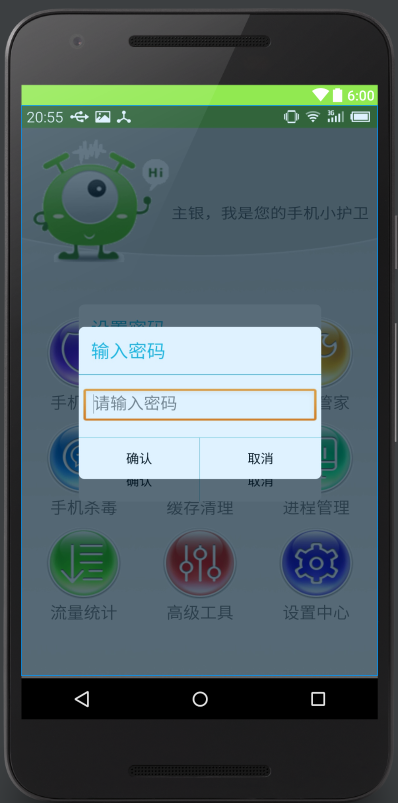 6:00
20:55
3G
Hi
主银，我是您的手机小护卫
设置密码
输入密码
请输入密码
手机
管家
确认
取消
确认
取消
手机杀毒
缓存清理
进程管理
流量统计
高级工具
设置中心